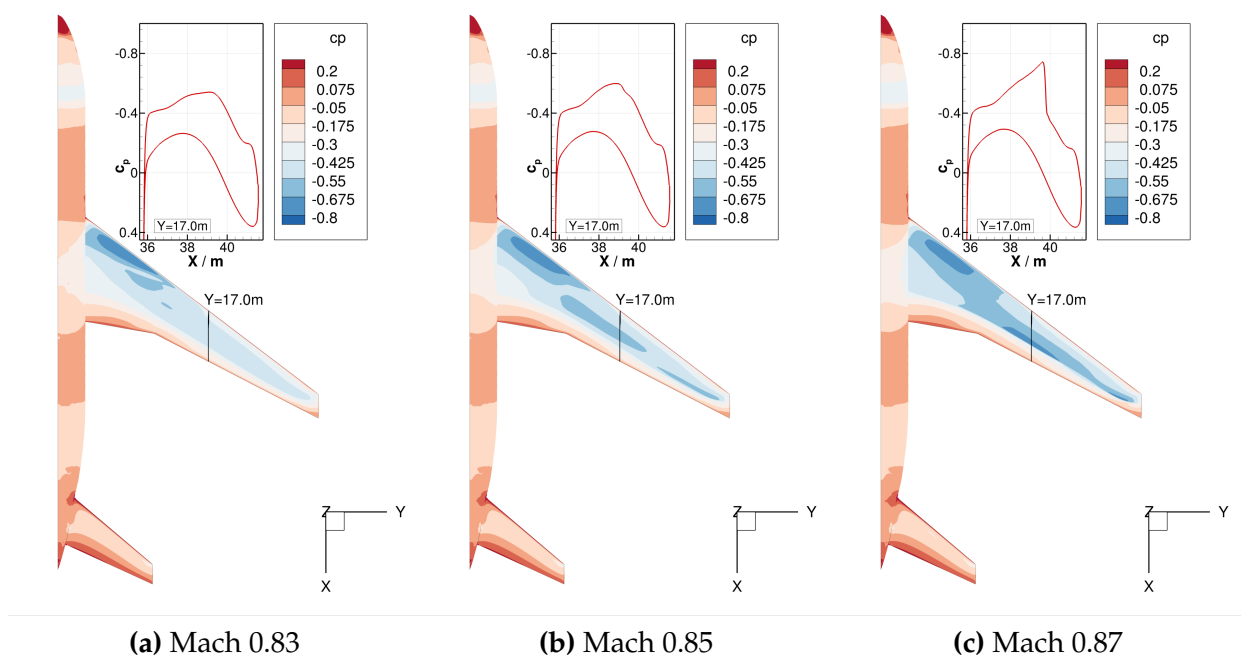 cp
-0.8
-0.4
0
0.4
cp
36 38 40
X / m
Y=17.0m
0.2
0.075
-0.05
-0.175
-0.3
-0.425
-0.55
-0.675
-0.8
Y=17.0m
Z
Y
X
(a) Mach 0.83
cp
-0.8
-0.4
0
0.4
cp
36 38 40
X / m
Y=17.0m
0.2
0.075
-0.05
-0.175
-0.3
-0.425
-0.55
-0.675
-0.8
Y=17.0m
Z
Y
X
(b) Mach 0.85
cp
-0.8
-0.4
0
0.4
cp
36 38 40
X / m
Y=17.0m
0.2
0.075
-0.05
-0.175
-0.3
-0.425
-0.55
-0.675
-0.8
Y=17.0m
Z
Y
X
(c) Mach 0.87